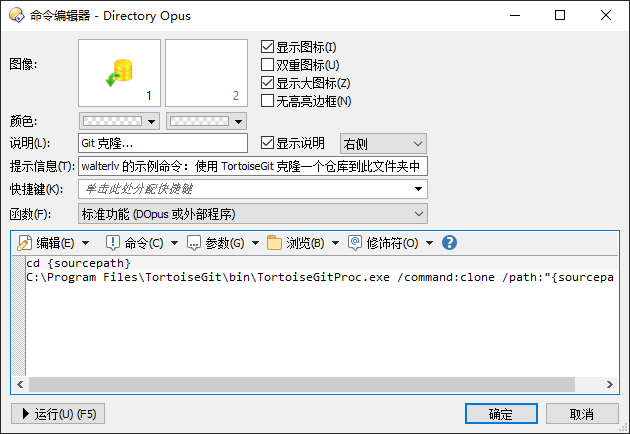 命令编辑器 - Directory Opus
图像:
1
2
显示图标(I)
双重图标(U)
显示大图标(Z)
无高亮边框(N)
颜色:
说明(L): Git 克隆... 显示说明 右侧
提示信息(T): walterlv 的示例命令：使用 TortoiseGit 克隆一个仓库到此文件夹中
快捷键(K): 单击此处分配快捷键
函数(F): 标准功能 (DOpus 或外部程序)
编辑(E) 命令(C) 参数(G) 浏览(B) 修饰符(O)
cd {sourcepath}
C:\Program Files\TortoiseGit\bin\TortoiseGitProc.exe /command:clone /path:"{sourcepa
运行(U) (F5) 确定 取消